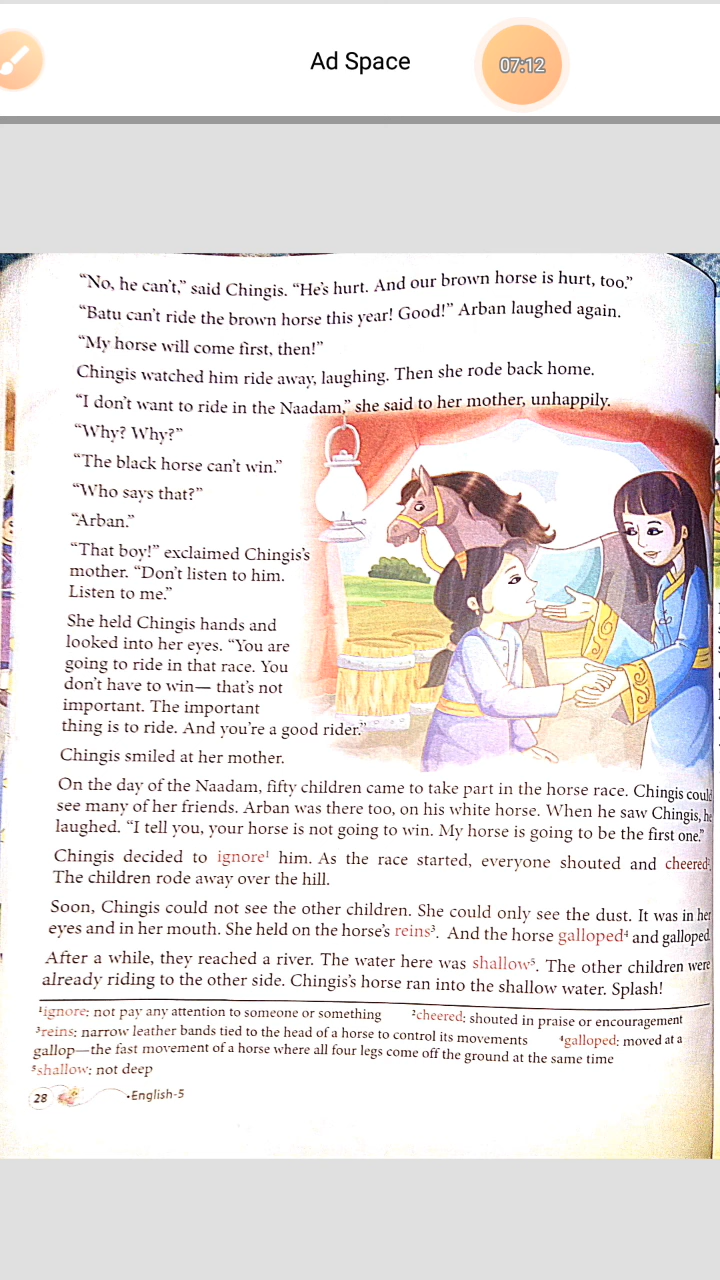 Ad Space
07:12
“No, he can’t,” said Chingis. “He’s hurt. And our brown horse is hurt, too.”
“Batu can’t ride the brown horse this year! Good!” Arban laughed again.
“My horse will come first, then!”
Chingis watched him ride away, laughing. Then she rode back home.
“I don’t want to ride in the Naadam,” she said to her mother, unhappily.
“Why? Why?”
“The black horse can’t win.”
“Who says that?”
“Arban.”
“That boy!” exclaimed Chingis’s
mother. “Don’t listen to him.
Listen to me.”
She held Chingis hands and
looked into her eyes. “You are
going to ride in that race. You
don’t have to win— that’s not
important. The important
thing is to ride. And you’re a good rider.”
Chingis smiled at her mother.
On the day of the Naadam, fifty children came to take part in the horse race. Chingis could
see many of her friends. Arban was there too, on his white horse. When he saw Chingis, he
laughed. “I tell you, your horse is not going to win. My horse is going to be the first one.”
Chingis decided to ignore¹ him. As the race started, everyone shouted and cheered².
The children rode away over the hill.
Soon, Chingis could not see the other children. She could only see the dust. It was in her
eyes and in her mouth. She held on the horse’s reins³. And the horse galloped⁴ and galloped.
After a while, they reached a river. The water here was shallow⁵. The other children were
already riding to the other side. Chingis’s horse ran into the shallow water. Splash!
¹ignore: not pay any attention to someone or something ²cheered: shouted in praise or encouragement
³reins: narrow leather bands tied to the head of a horse to control its movements ⁴galloped: moved at a
gallop—the fast movement of a horse where all four legs come off the ground at the same time
⁵shallow: not deep
28 •English-5